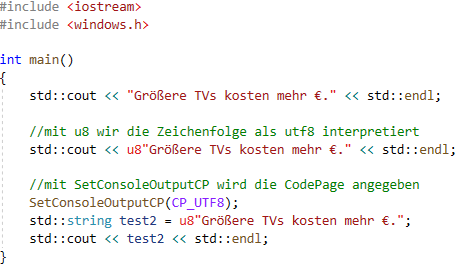 #include <iostream>
#include <windows.h>
int main()
{
std::cout << "Größere TVs kosten mehr €." << std::endl;
//mit u8 wir die Zeichenfolge als utf8 interpretiert
std::cout << u8"Größere TVs kosten mehr €." << std::endl;
//mit SetConsoleOutputCP wird die CodePage angegeben
SetConsoleOutputCP(CP_UTF8);
std::string test2 = u8"Größere TVs kosten mehr €.";
std::cout << test2 << std::endl;
}